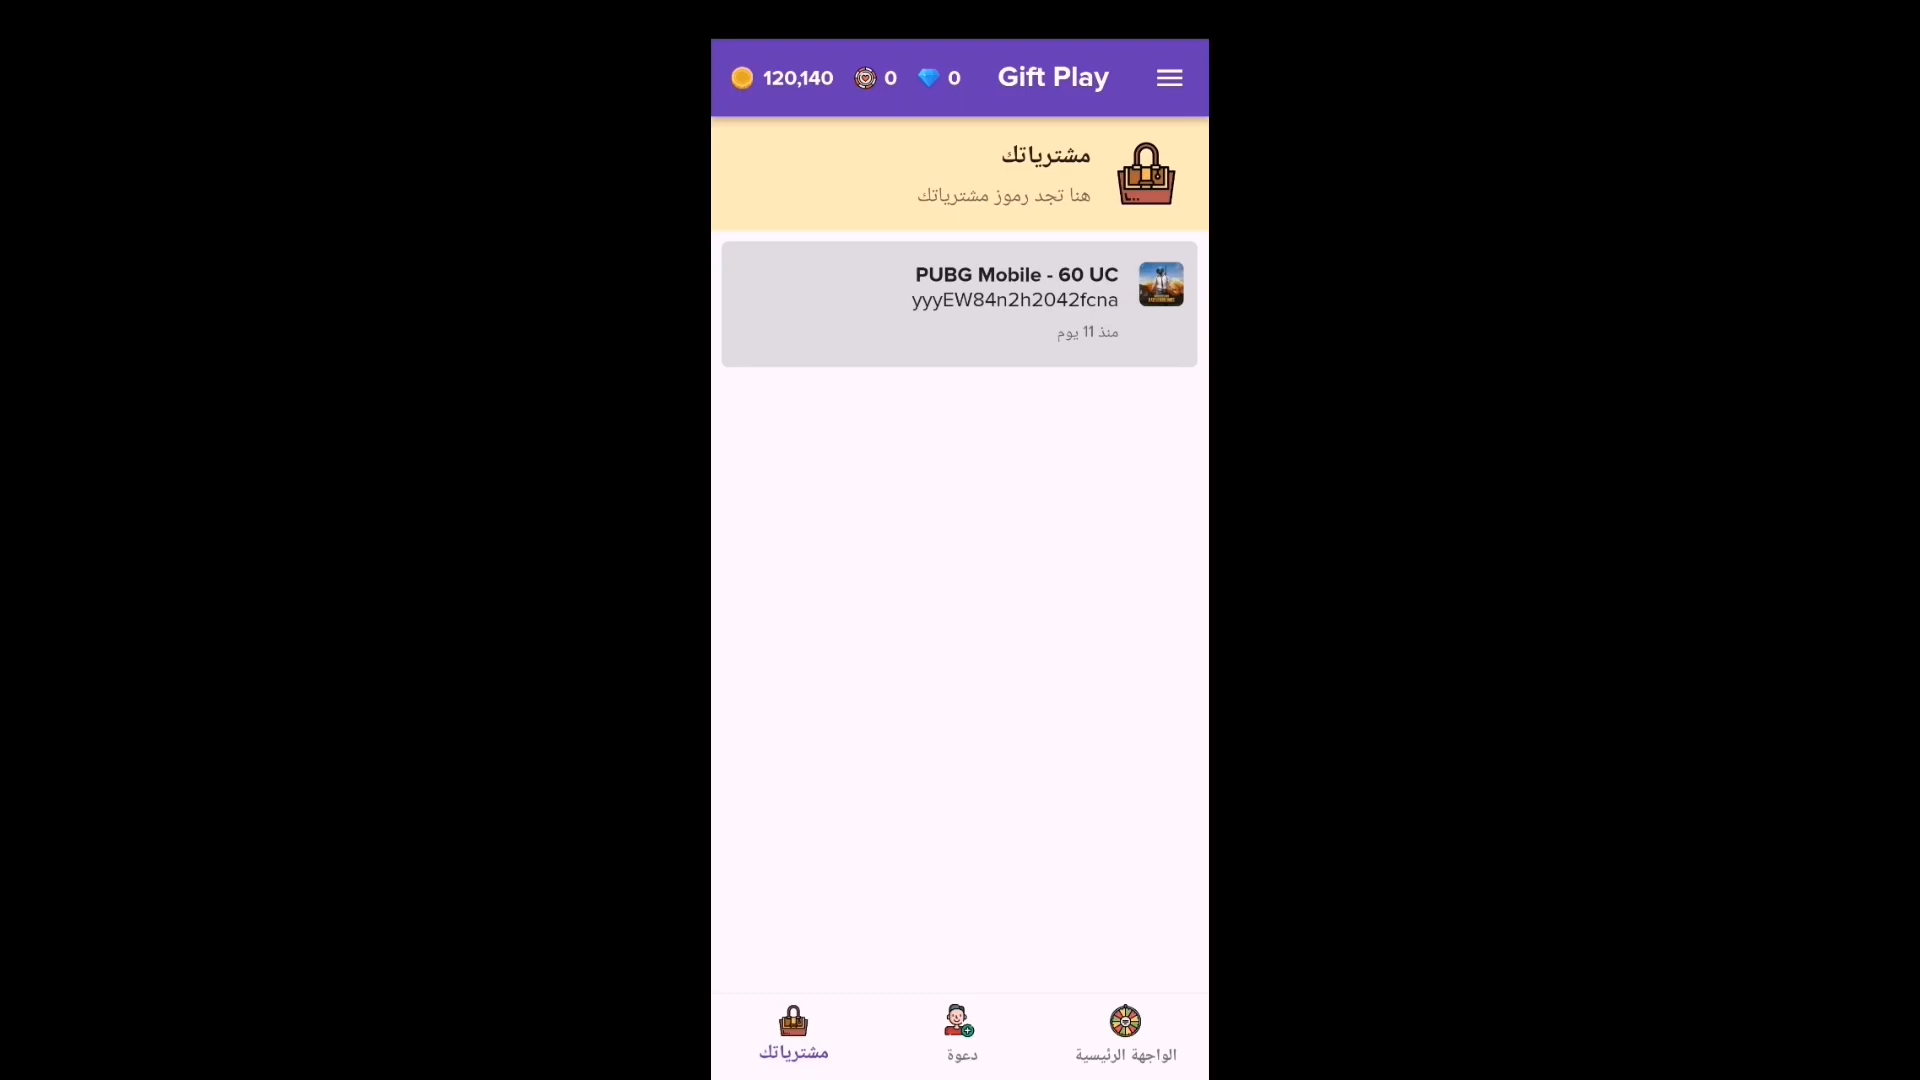 120,140 0 0 Gift Play
مشترياتك
هنا تجد رموز مشترياتك
PUBG Mobile - 60 UC
yyyEW84n2h2042fcna
منذ 11 يوم
الواجهة الرئيسية
دعوة
مشترياتك